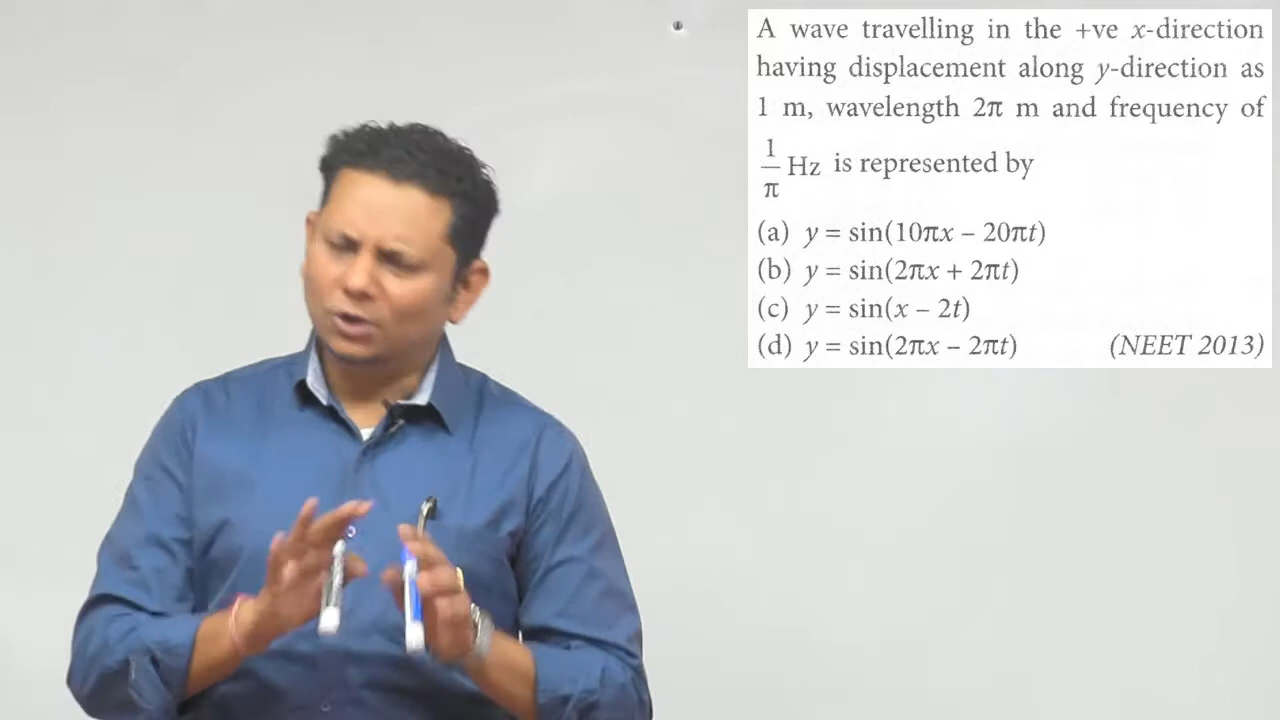 A wave travelling in the +ve x-direction
having displacement along y-direction as
1 m, wavelength 2π m and frequency of
1/π Hz is represented by
(a) y = sin(10πx – 20πt)
(b) y = sin(2πx + 2πt)
(c) y = sin(x – 2t)
(d) y = sin(2πx – 2πt) (NEET 2013)